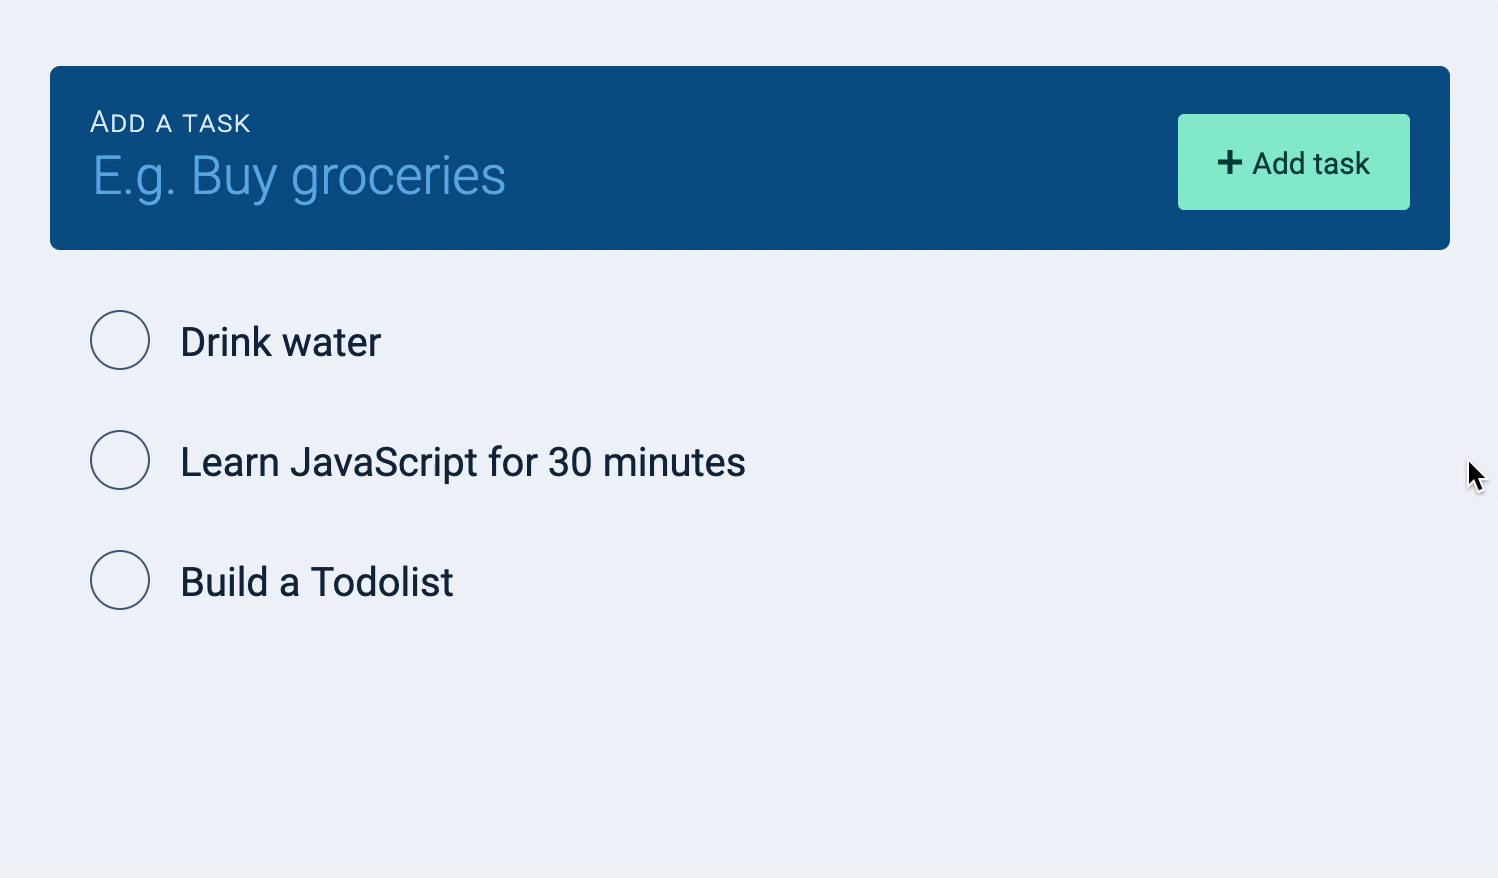 Add a task
E.g. Buy groceries
+ Add task
Drink water
Learn JavaScript for 30 minutes
Build a Todolist